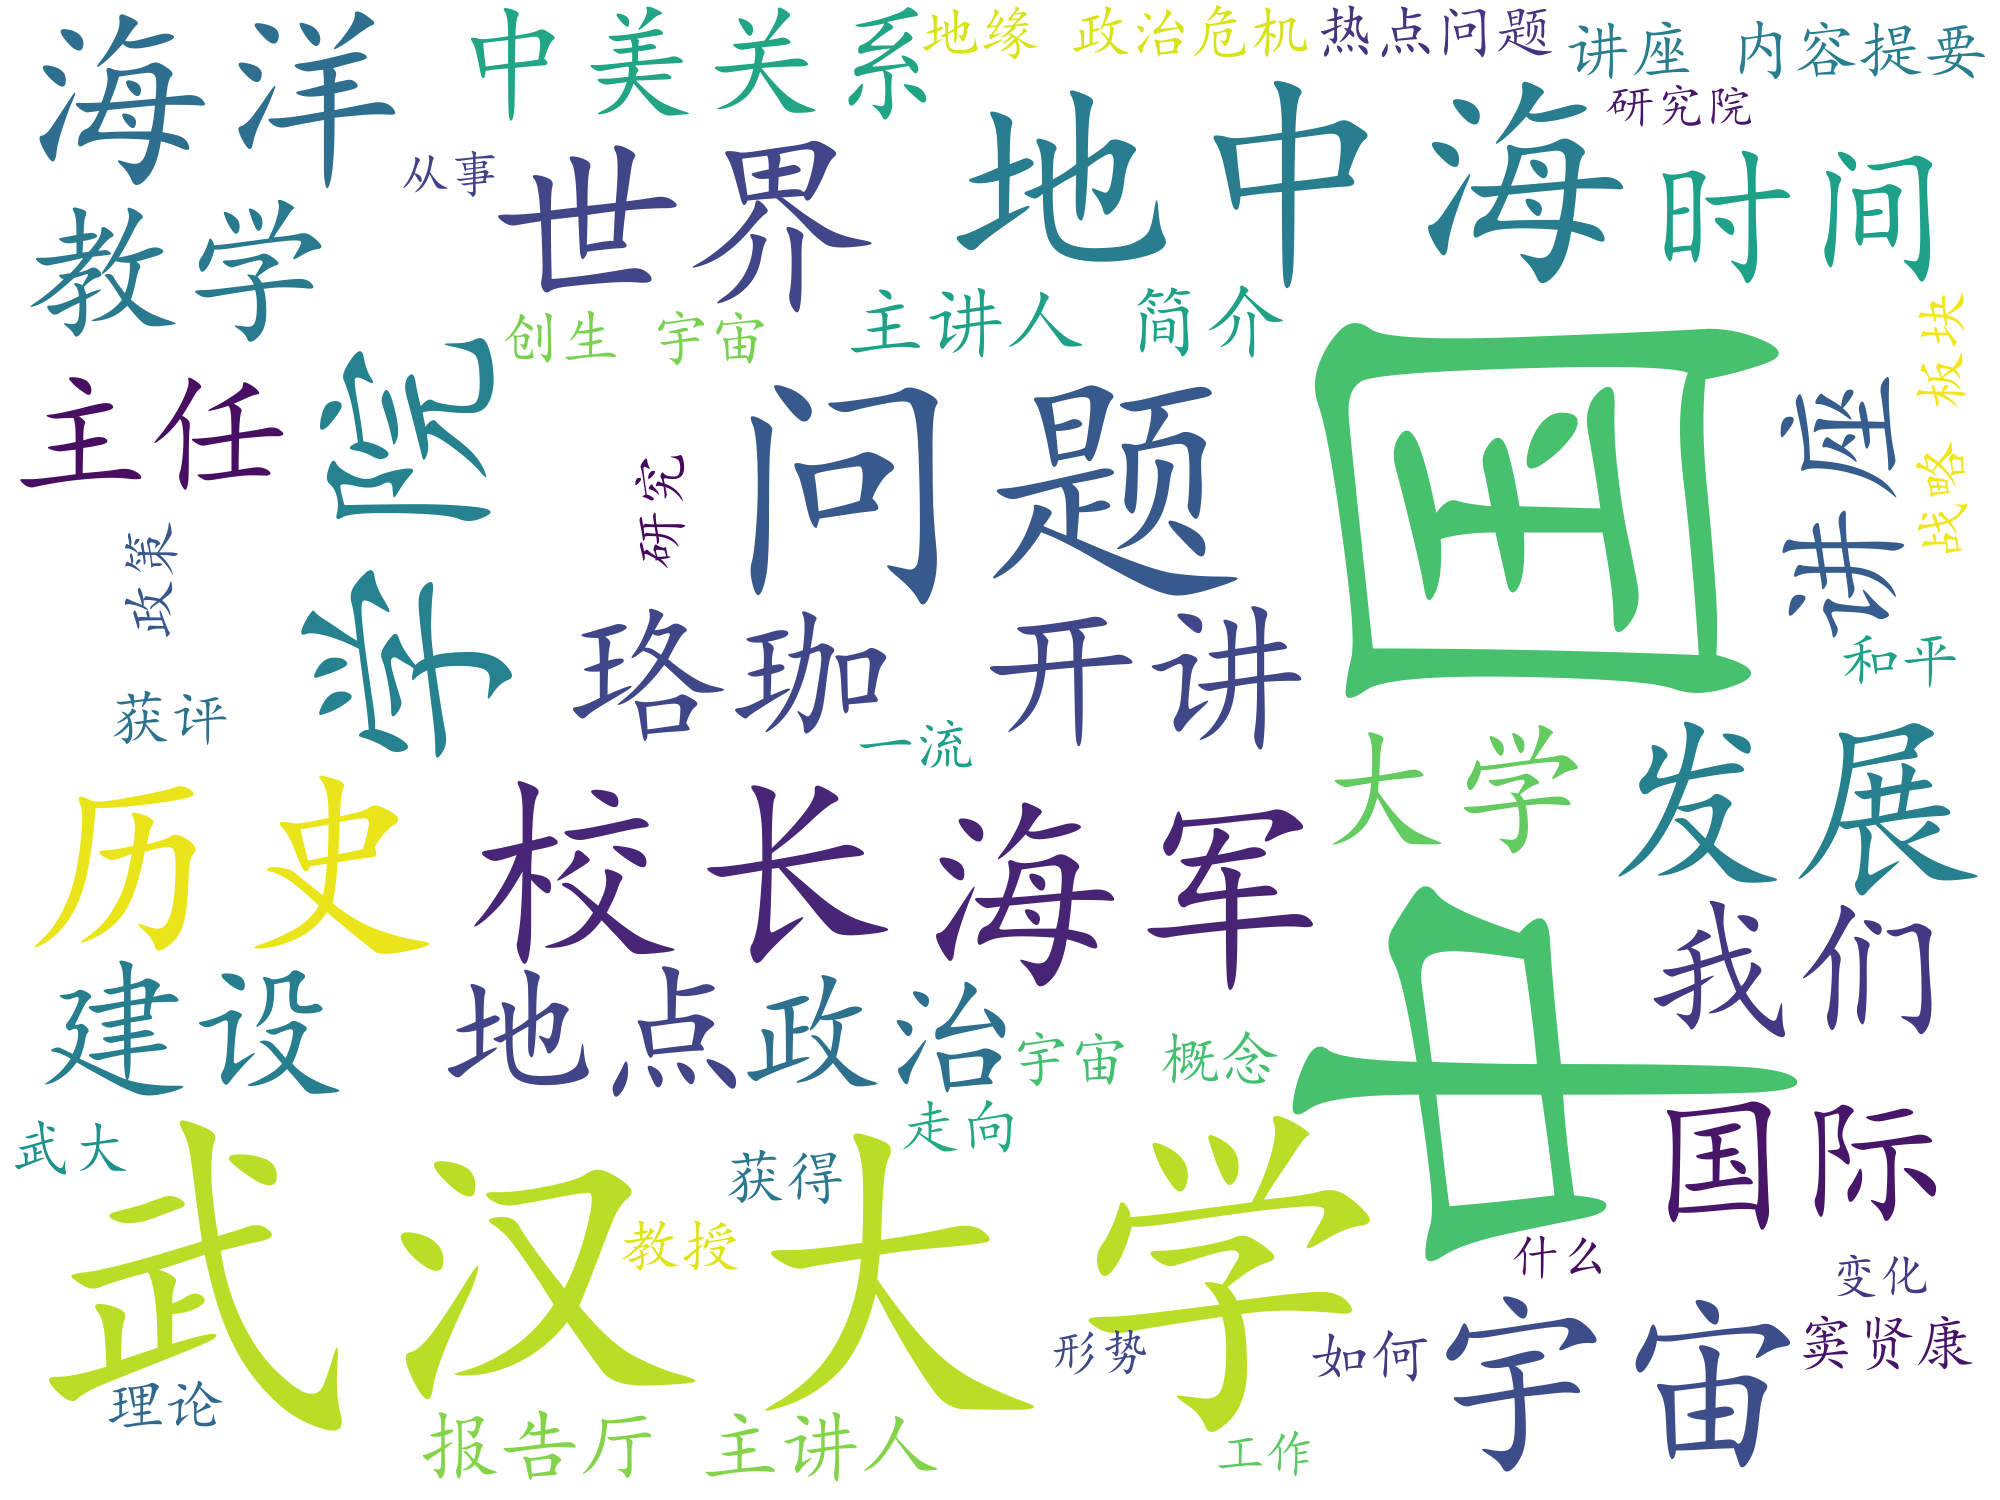 海洋
中美关系
地缘 政治危机
热点问题
讲座 内容提要
研究院
从事
世界
地中海
时间
教学
创生 宇宙
主讲人 简介
战略 板块
主任
学院
研究
问题
中国
讲座
政策
珞珈 开讲
和平
获评
一流
大学
发展
历史
校长
海军
我们
建设
地点
政治
宇宙 概念
走向
国际
武大
武汉大学
获得
教授
什么
变化
形势
如何
宇宙
窦贤康
理论
报告厅 主讲人
工作